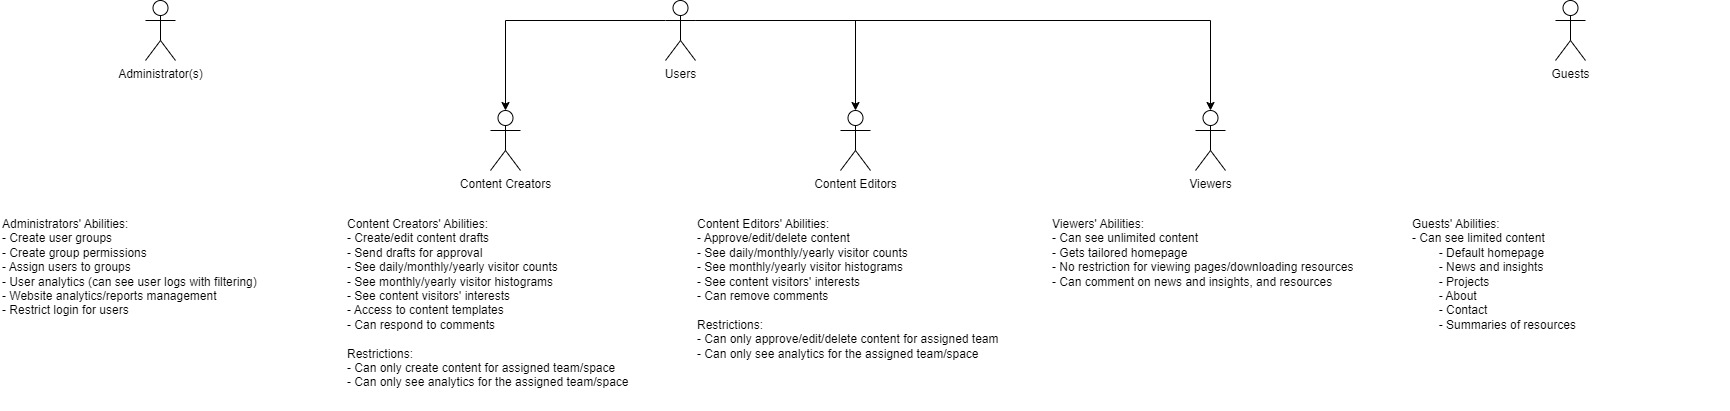 Administrator(s)
Users
Guests
Content Creators
Content Editors
Viewers
Administrators' Abilities:
- Create user groups
- Create group permissions
- Assign users to groups
- User analytics (can see user logs with filtering)
- Website analytics/reports management
- Restrict login for users
Content Creators' Abilities:
- Create/edit content drafts
- Send drafts for approval
- See daily/monthly/yearly visitor counts
- See monthly/yearly visitor histograms
- See content visitors' interests
- Access to content templates
- Can respond to comments
Restrictions:
- Can only create content for assigned team/space
- Can only see analytics for the assigned team/space
Content Editors' Abilities:
- Approve/edit/delete content
- See daily/monthly/yearly visitor counts
- See monthly/yearly visitor histograms
- See content visitors' interests
- Can remove comments
Restrictions:
- Can only approve/edit/delete content for assigned team
- Can only see analytics for the assigned team/space
Viewers' Abilities:
- Can see unlimited content
- Gets tailored homepage
- No restriction for viewing pages/downloading resources
- Can comment on news and insights, and resources
Guests' Abilities:
- Can see limited content
- Default homepage
- News and insights
- Projects
- About
- Contact
- Summaries of resources